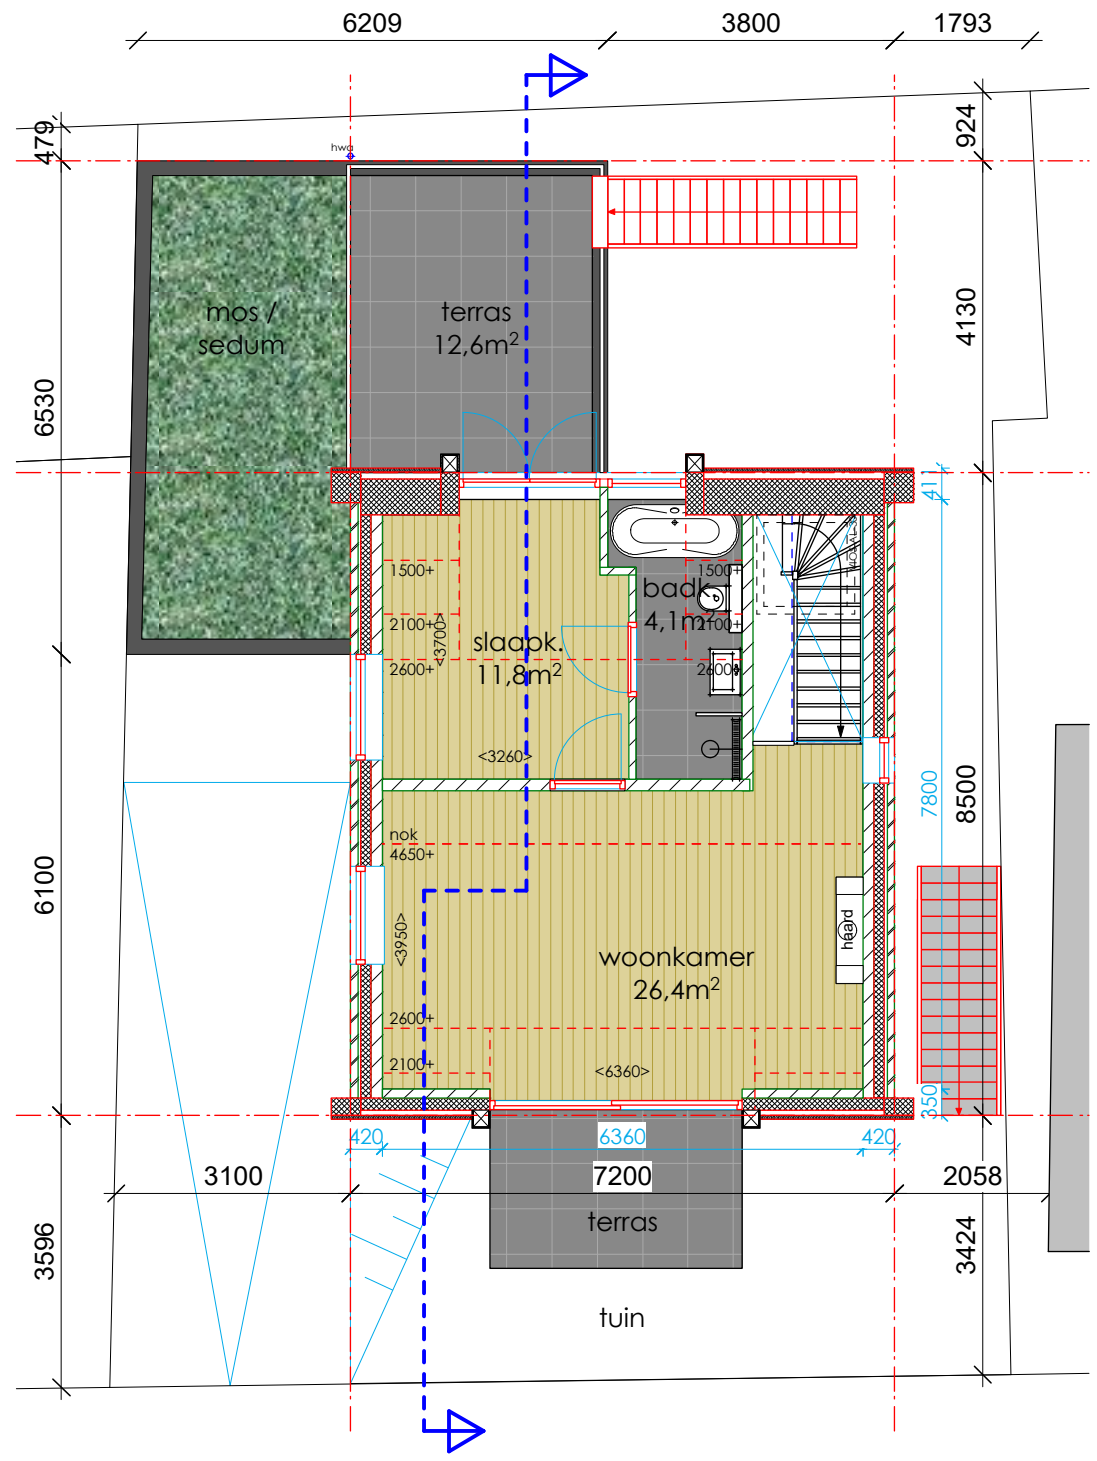 6209
3800
1793
479
924
hwa
mos /
sedum
terras
12,6m²
4130
6530
411
1500+
1500+
badk.
2100+
4,1m²
2100+
<3700>
slaapk.
11,8m²
2600+
2600+
<3260>
7800
8500
nok
4650+
6100
<3950>
haard
woonkamer
26,4m²
2600+
2100+
<6360>
350
420
6360
420
3100
7200
2058
terras
3596
3424
tuin